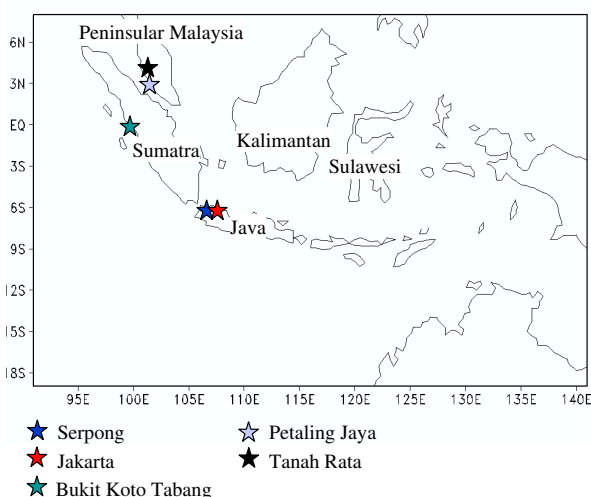 Peninsular Malaysia
6N
3N
EQ
Kalimantan
Sumatra
Sulawesi
3S
6S
Java
9S
12S
15S
18S
95E 100E 105E 110E 115E 120E 125E 130E 135E 140E
Serpong Petaling Jaya
Jakarta Tanah Rata
Bukit Koto Tabang